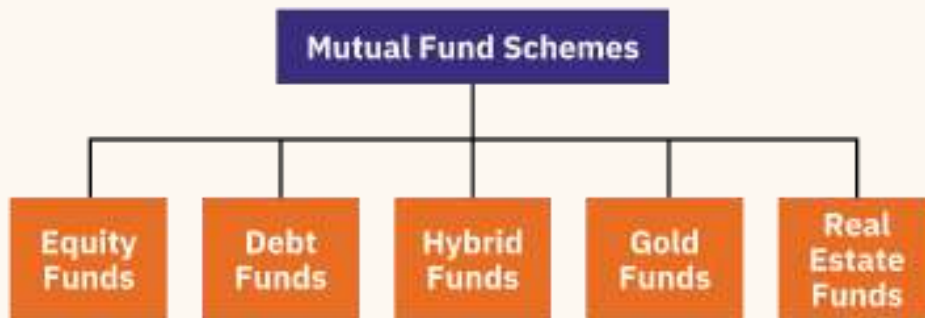 Mutual Fund Schemes
Equity
Funds
Debt
Funds
Hybrid
Funds
Gold
Funds
Real
Estate
Funds